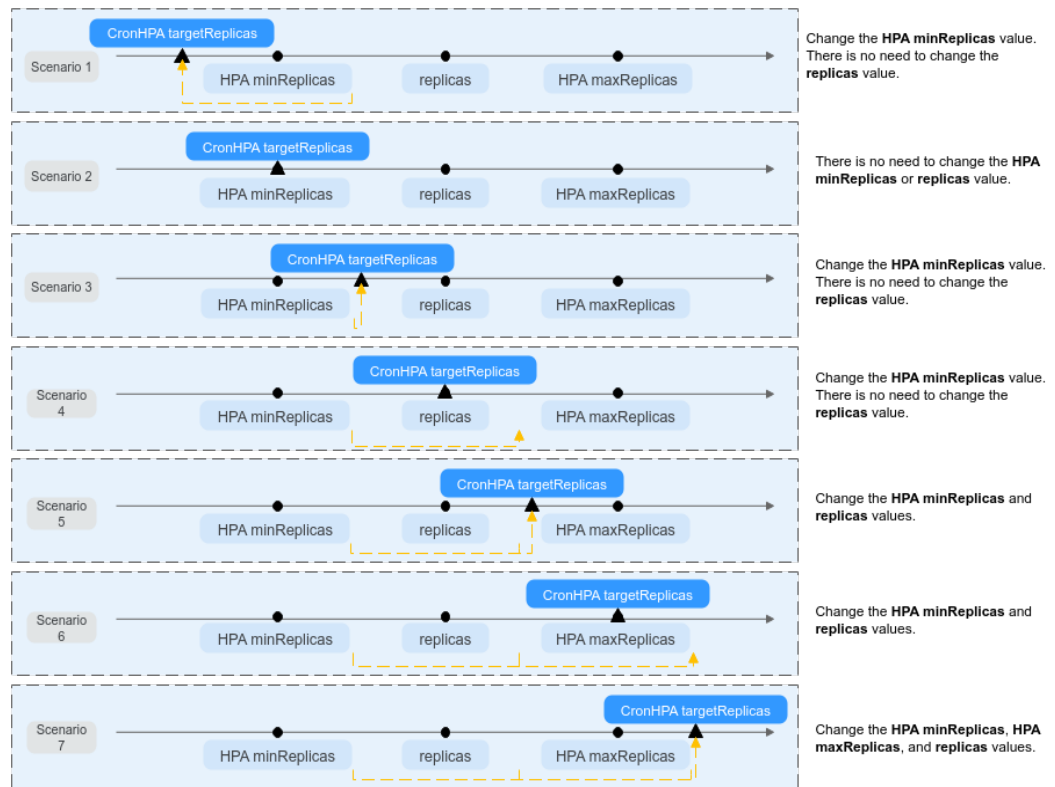 CronHPA targetReplicas
Scenario 1
HPA minReplicas
replicas
HPA maxReplicas
Change the HPA minReplicas value.
There is no need to change the
replicas value.
CronHPA targetReplicas
Scenario 2
HPA minReplicas
replicas
HPA maxReplicas
There is no need to change the HPA
minReplicas or replicas value.
CronHPA targetReplicas
Scenario 3
HPA minReplicas
replicas
HPA maxReplicas
Change the HPA minReplicas value.
There is no need to change the
replicas value.
CronHPA targetReplicas
Scenario
4
HPA minReplicas
replicas
HPA maxReplicas
Change the HPA minReplicas value.
There is no need to change the
replicas value.
CronHPA targetReplicas
Scenario
5
HPA minReplicas
replicas
HPA maxReplicas
Change the HPA minReplicas and
replicas values.
CronHPA targetReplicas
Scenario
6
HPA minReplicas
replicas
HPA maxReplicas
Change the HPA minReplicas and
replicas values.
CronHPA targetReplicas
Scenario
7
HPA minReplicas
replicas
HPA maxReplicas
Change the HPA minReplicas, HPA
maxReplicas, and replicas values.